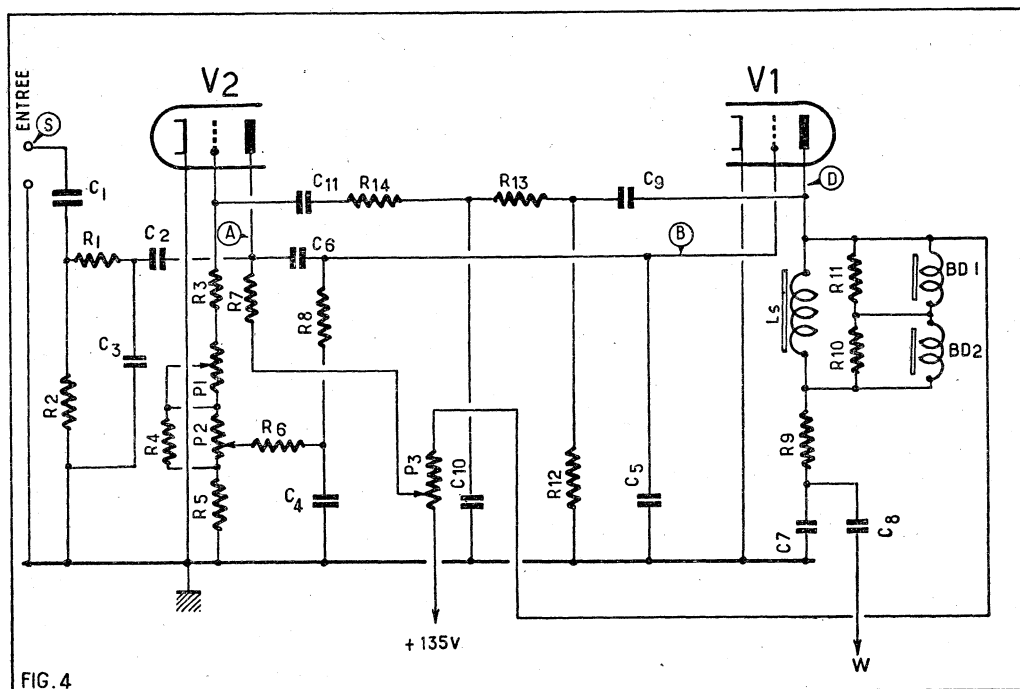 V2
V1
ENTREE
S
C1
C11
R14
R13
C9
D
R1
C2
A
C6
B
R3
R7
R8
Ls
R11
BD1
R10
BD2
C3
P1
R2
R4
P2
R6
P3
C10
R12
C5
R9
R5
C4
C7
C8
+135V
W
FIG.4